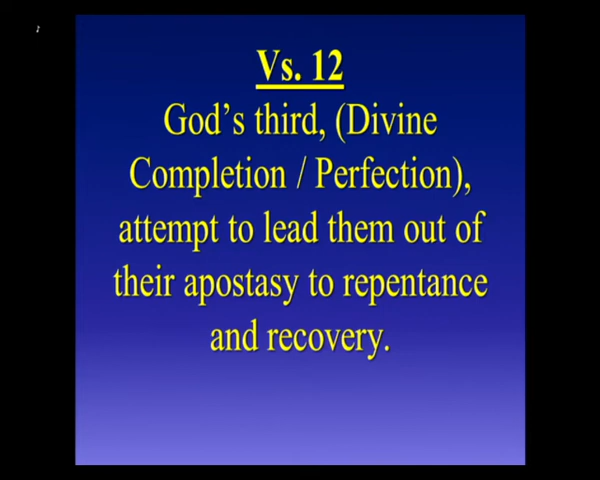 Vs. 12
God's third, (Divine
Completion / Perfection),
attempt to lead them out of
their apostasy to repentance
and recovery.